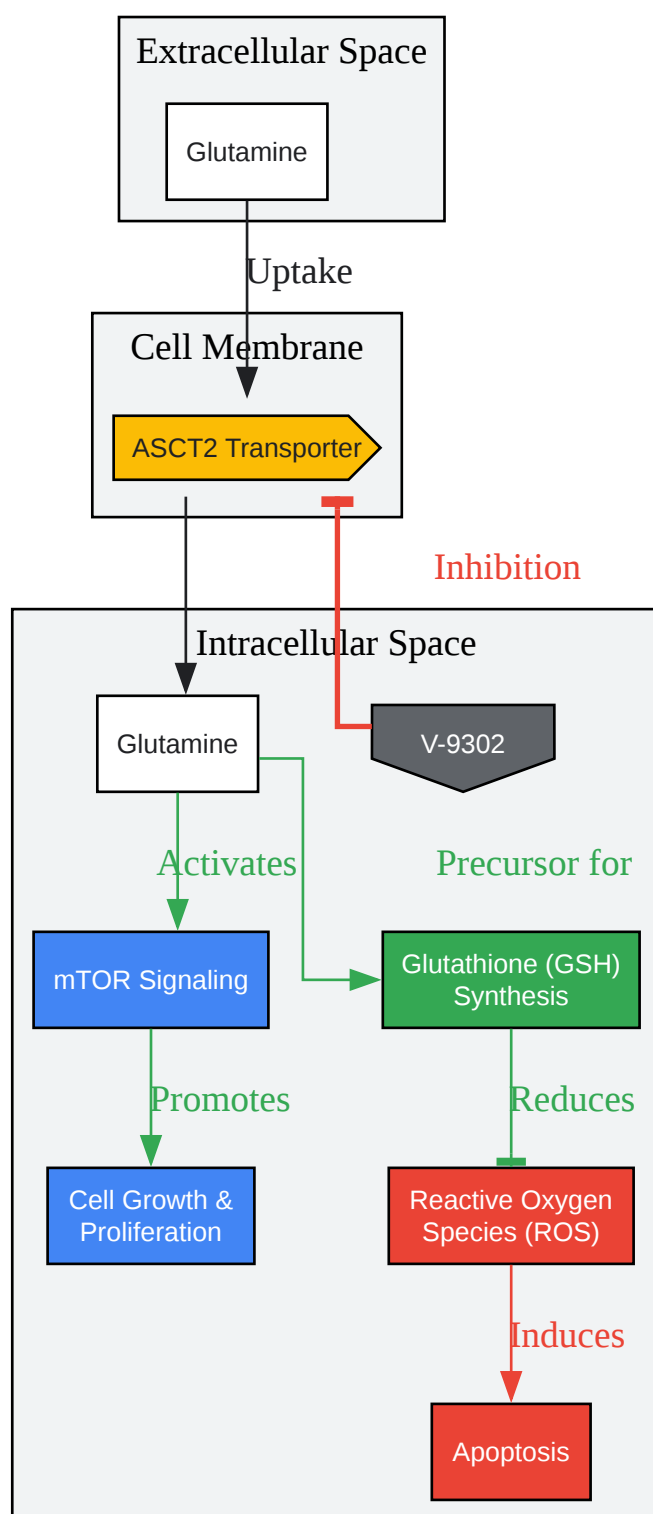 Extracellular Space
Glutamine
Uptake
Cell Membrane
ASCT2 Transporter
Inhibition
Intracellular Space
Glutamine
V-9302
Activates
Precursor for
mTOR Signaling
Glutathione (GSH)
Synthesis
Promotes
Reduces
Cell Growth &
Proliferation
Reactive Oxygen
Species (ROS)
Induces
Apoptosis